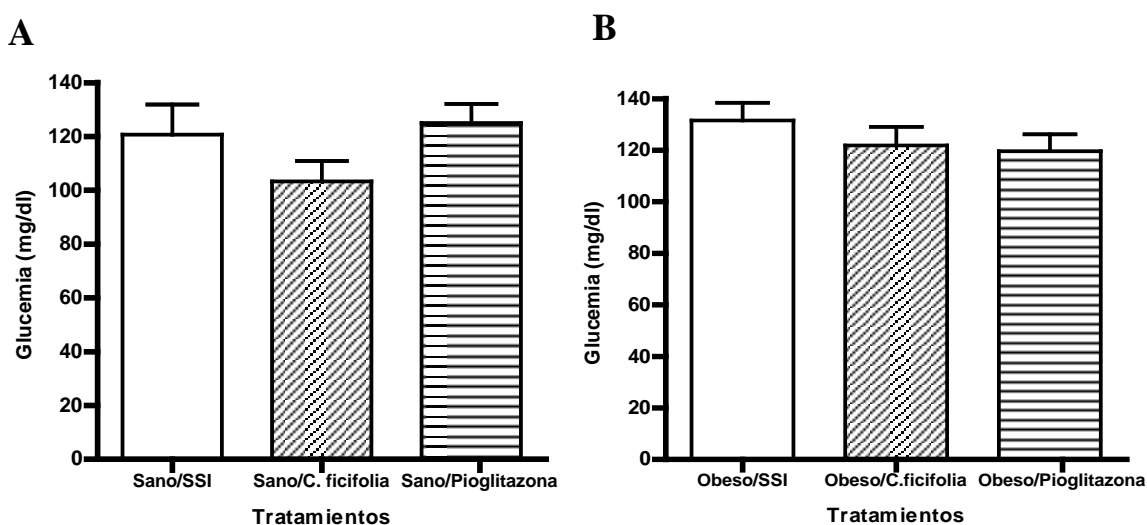 A
Glucemia (mg/dl)
140
120
100
80
60
40
20
0
Sano/SSI Sano/C. ficifolia Sano/Pioglitazona
Tratamientos
B
Glucemia (mg/dl)
140
120
100
80
60
40
20
0
Obeso/SSI Obeso/C.ficifolia Obeso/Pioglitazona
Tratamientos